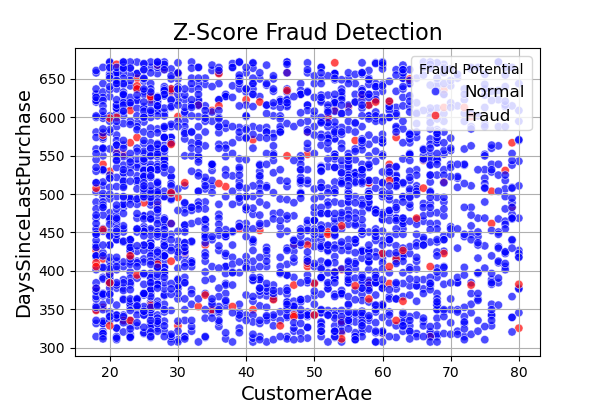 Z-Score Fraud Detection
DaysSinceLastPurchase
650
600
550
500
450
400
350
300
Fraud Potential
Normal
Fraud
20
30
40
50
60
70
80
CustomerAge